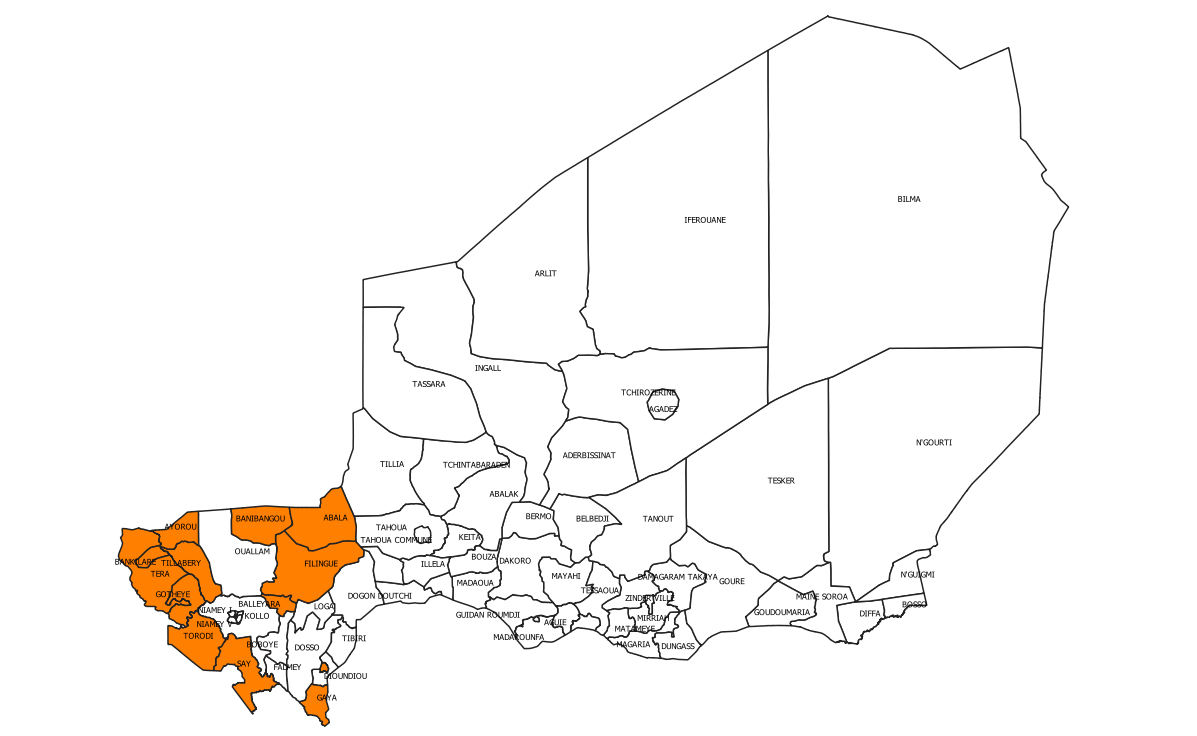 BILMA
IFEROUANE
ARLIT
INGALL
TASSARA
TCHIROZERINE
AGADEZ
N'GOURTI
ADERBISSINAT
TILLIA
TCHINTABARADEN
TESKER
ABALAK
BERMO
BELBEDJI
TANOUT
BANIBANGOU
ABALA
AYOROU
TAHOUA
TAHOUA COMMUNE
KEITA
OUALLAM
BOUZA
DAKORO
BANKILARE
TILLABERY
FILINGUE
ILLELA
TERA
MAYAHI
DAMAGARAM TAKAYA
GOURE
N'GUIGMI
MADAOUA
TESSAOUA
GOTHEYE
DOGON DOUTCHI
ZINDER VILLE
MAINE SOROA
BALLEYARA
LOGA
BOSSO
NIAMEY I
KOLLO
GUIDAN ROUMDJI
GOUDOUMARIA
DIFFA
NIAMEY
AGUIE
MIRRIAH
MATAMEYE
TORODI
TIBIRI
MADAROUNFA
BOBOYE
DOSSO
MAGARIA
DUNGASS
SAY
FALMEY
DIOUNDIOU
GAYA